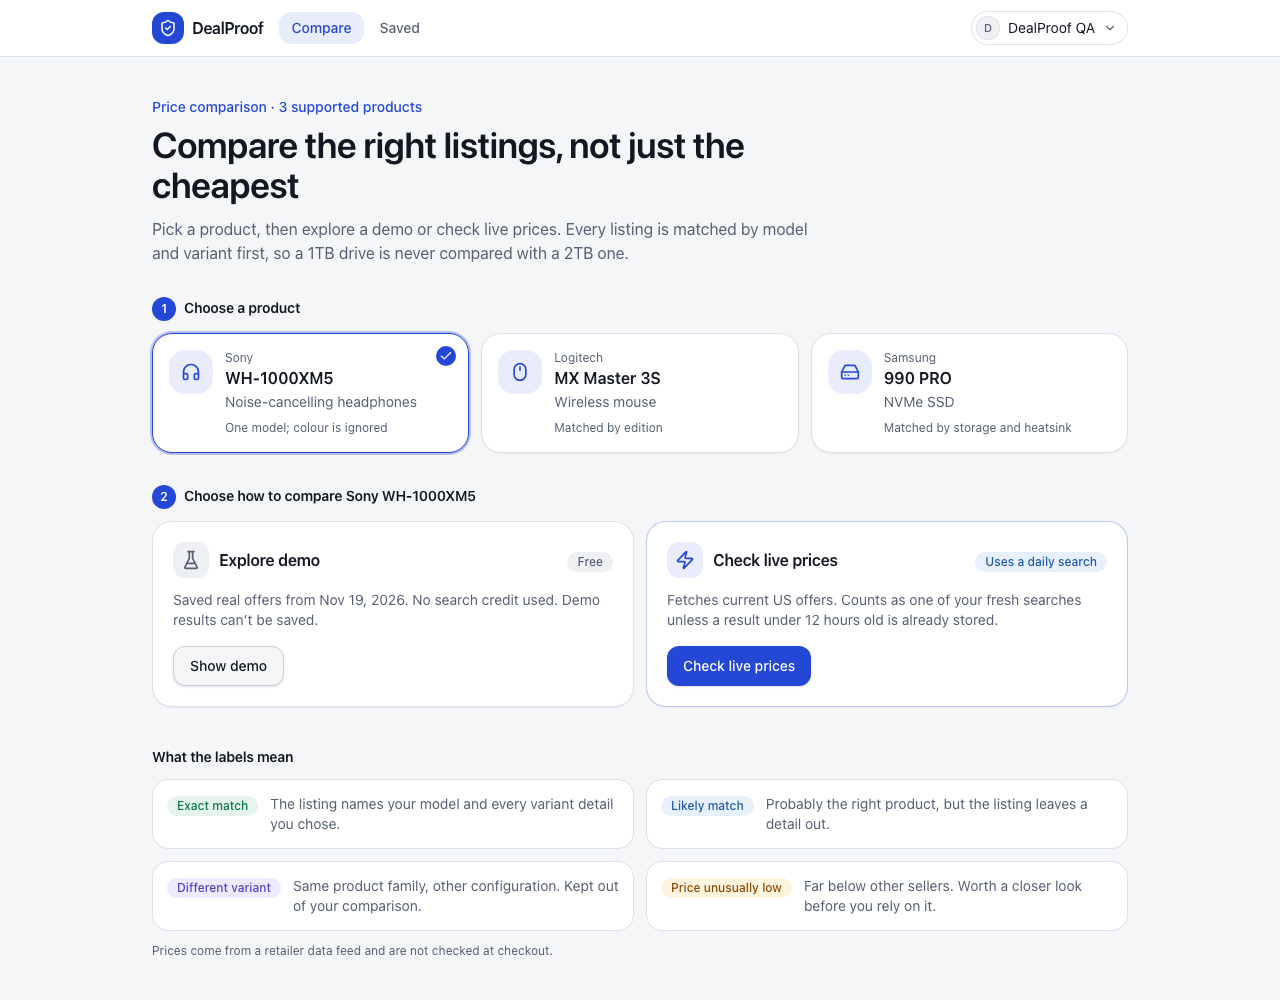 DealProof
Compare
Saved
D
DealProof QA
Price comparison · 3 supported products
Compare the right listings, not just the
cheapest
Pick a product, then explore a demo or check live prices. Every listing is matched by model
and variant first, so a 1TB drive is never compared with a 2TB one.
1
Choose a product
Sony
WH-1000XM5
Noise-cancelling headphones
One model; colour is ignored
Logitech
MX Master 3S
Wireless mouse
Matched by edition
Samsung
990 PRO
NVMe SSD
Matched by storage and heatsink
2
Choose how to compare Sony WH-1000XM5
Explore demo
Free
Saved real offers from Nov 19, 2026. No search credit used. Demo
results can’t be saved.
Show demo
Check live prices
Uses a daily search
Fetches current US offers. Counts as one of your fresh searches
unless a result under 12 hours old is already stored.
Check live prices
What the labels mean
Exact match
The listing names your model and every variant detail
you chose.
Likely match
Probably the right product, but the listing leaves a
detail out.
Different variant
Same product family, other configuration. Kept out
of your comparison.
Price unusually low
Far below other sellers. Worth a closer look
before you rely on it.
Prices come from a retailer data feed and are not checked at checkout.